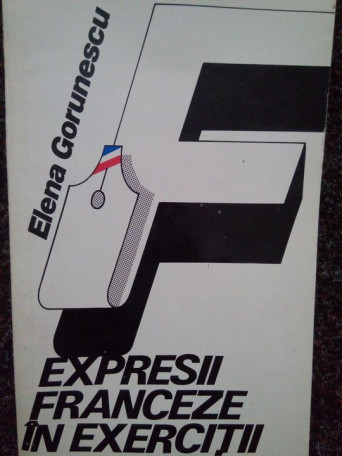 Elena Gorunescu
F
EXPRESII
FRANCEZE
ÎN EXERCIȚII